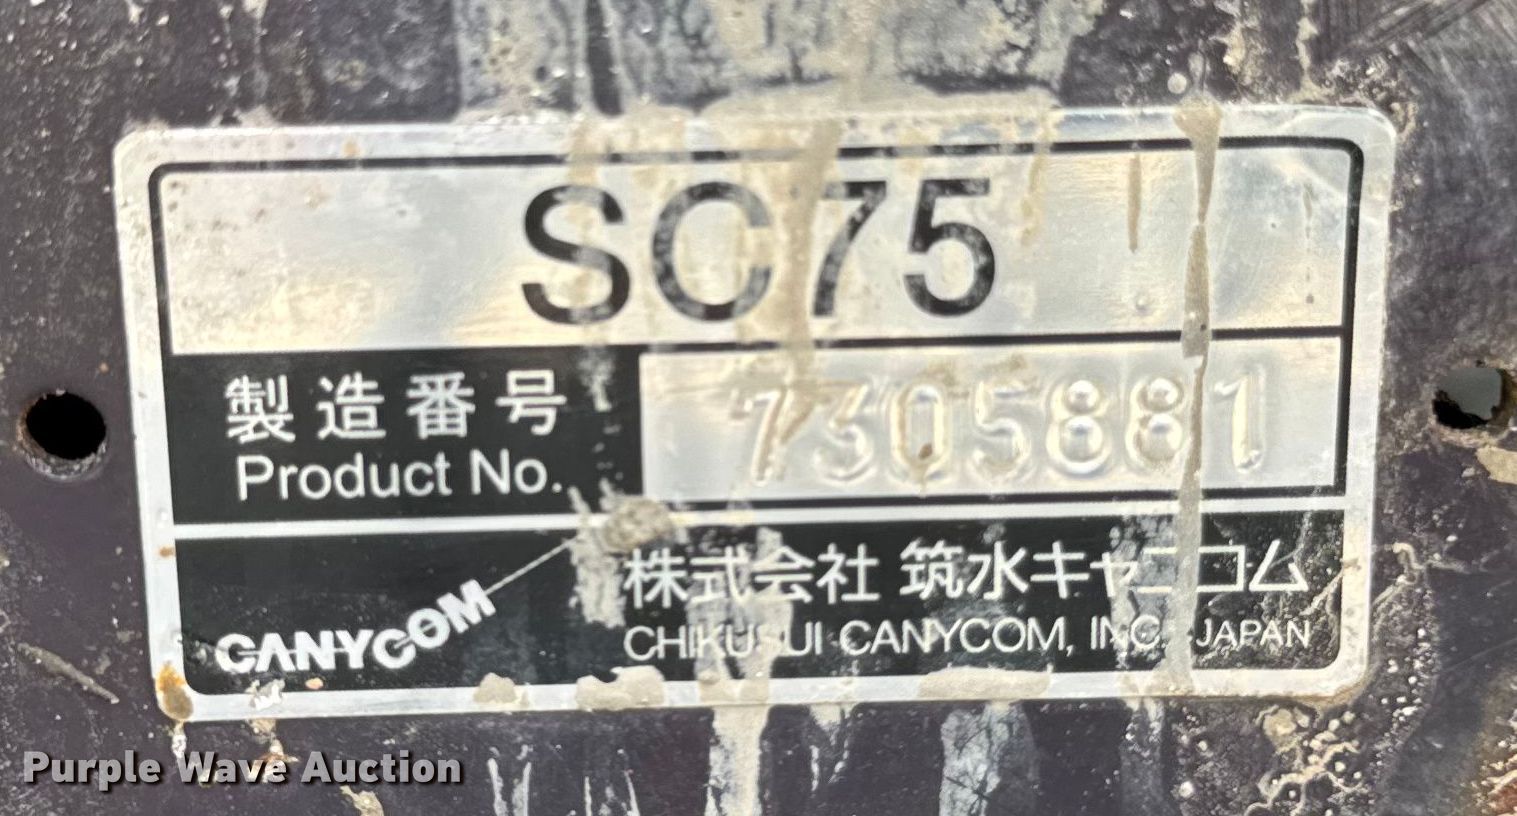 SC75
製造番号 7305881
Product No.
CANYCOM
株式会社 筑水キャニコム
CHIKUSUI CANYCOM, INC. JAPAN
Purple Wave Auction